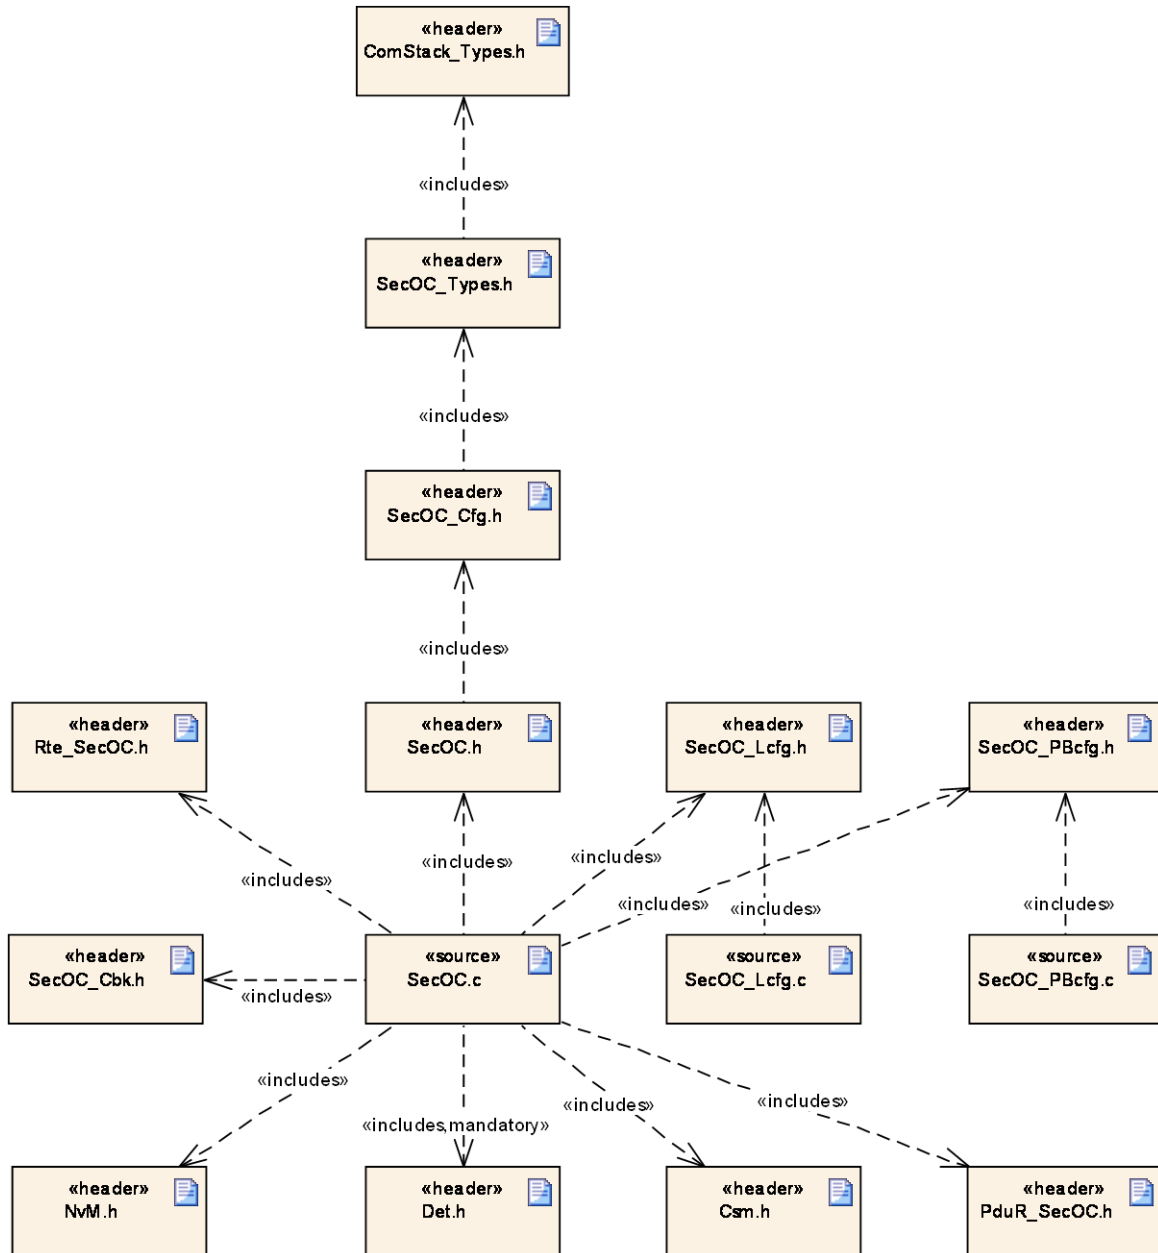 «header»
ComStack_Types.h
«includes»
«header»
SecOC_Types.h
«includes»
«header»
SecOC_Cfg.h
«includes»
«header»
Rte_SecOC.h
«header»
SecOC.h
«header»
SecOC_Lcfg.h
«header»
SecOC_PBcfg.h
«includes»
«includes»
«includes»
«includes»
«includes»
«includes»
«header»
SecOC_Cbk.h
«includes»
«source»
SecOC.c
«source»
SecOC_Lcfg.c
«source»
SecOC_PBcfg.c
«includes»
«includes,mandatory»
«includes»
«includes»
«header»
NvM.h
«header»
Det.h
«header»
Csm.h
«header»
PduR_SecOC.h